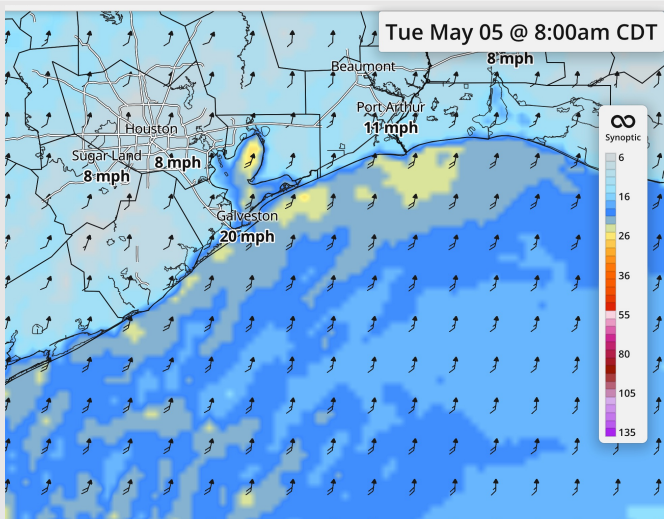 Tue May 05 @ 8:00am CDT
8 mph
Beaumont
Port Arthur
11 mph
Houston
Sugar Land
8 mph
8 mph
Galveston
20 mph
Synoptic
6
16
26
36
55
80
105
135